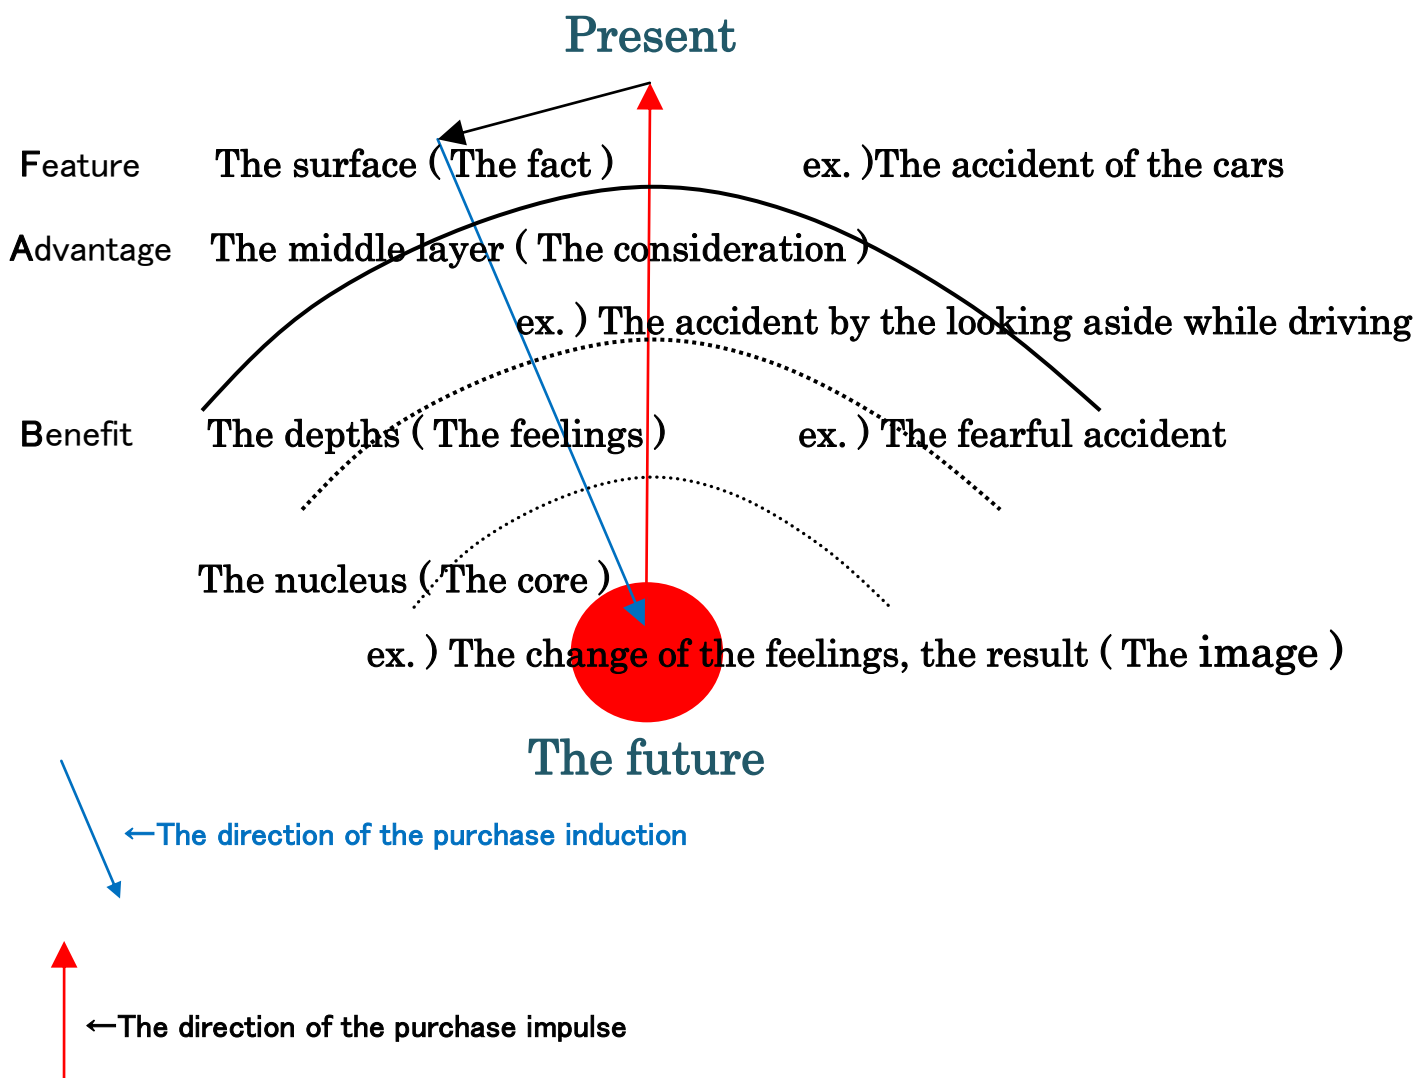 Present
Feature The surface ( The fact ) ex. )The accident of the cars
Advantage The middle layer ( The consideration )
ex. ) The accident by the looking aside while driving
Benefit The depths ( The feelings ) ex. ) The fearful accident
The nucleus ( The core )
ex. ) The change of the feelings, the result ( The image )
The future
←The direction of the purchase induction
←The direction of the purchase impulse